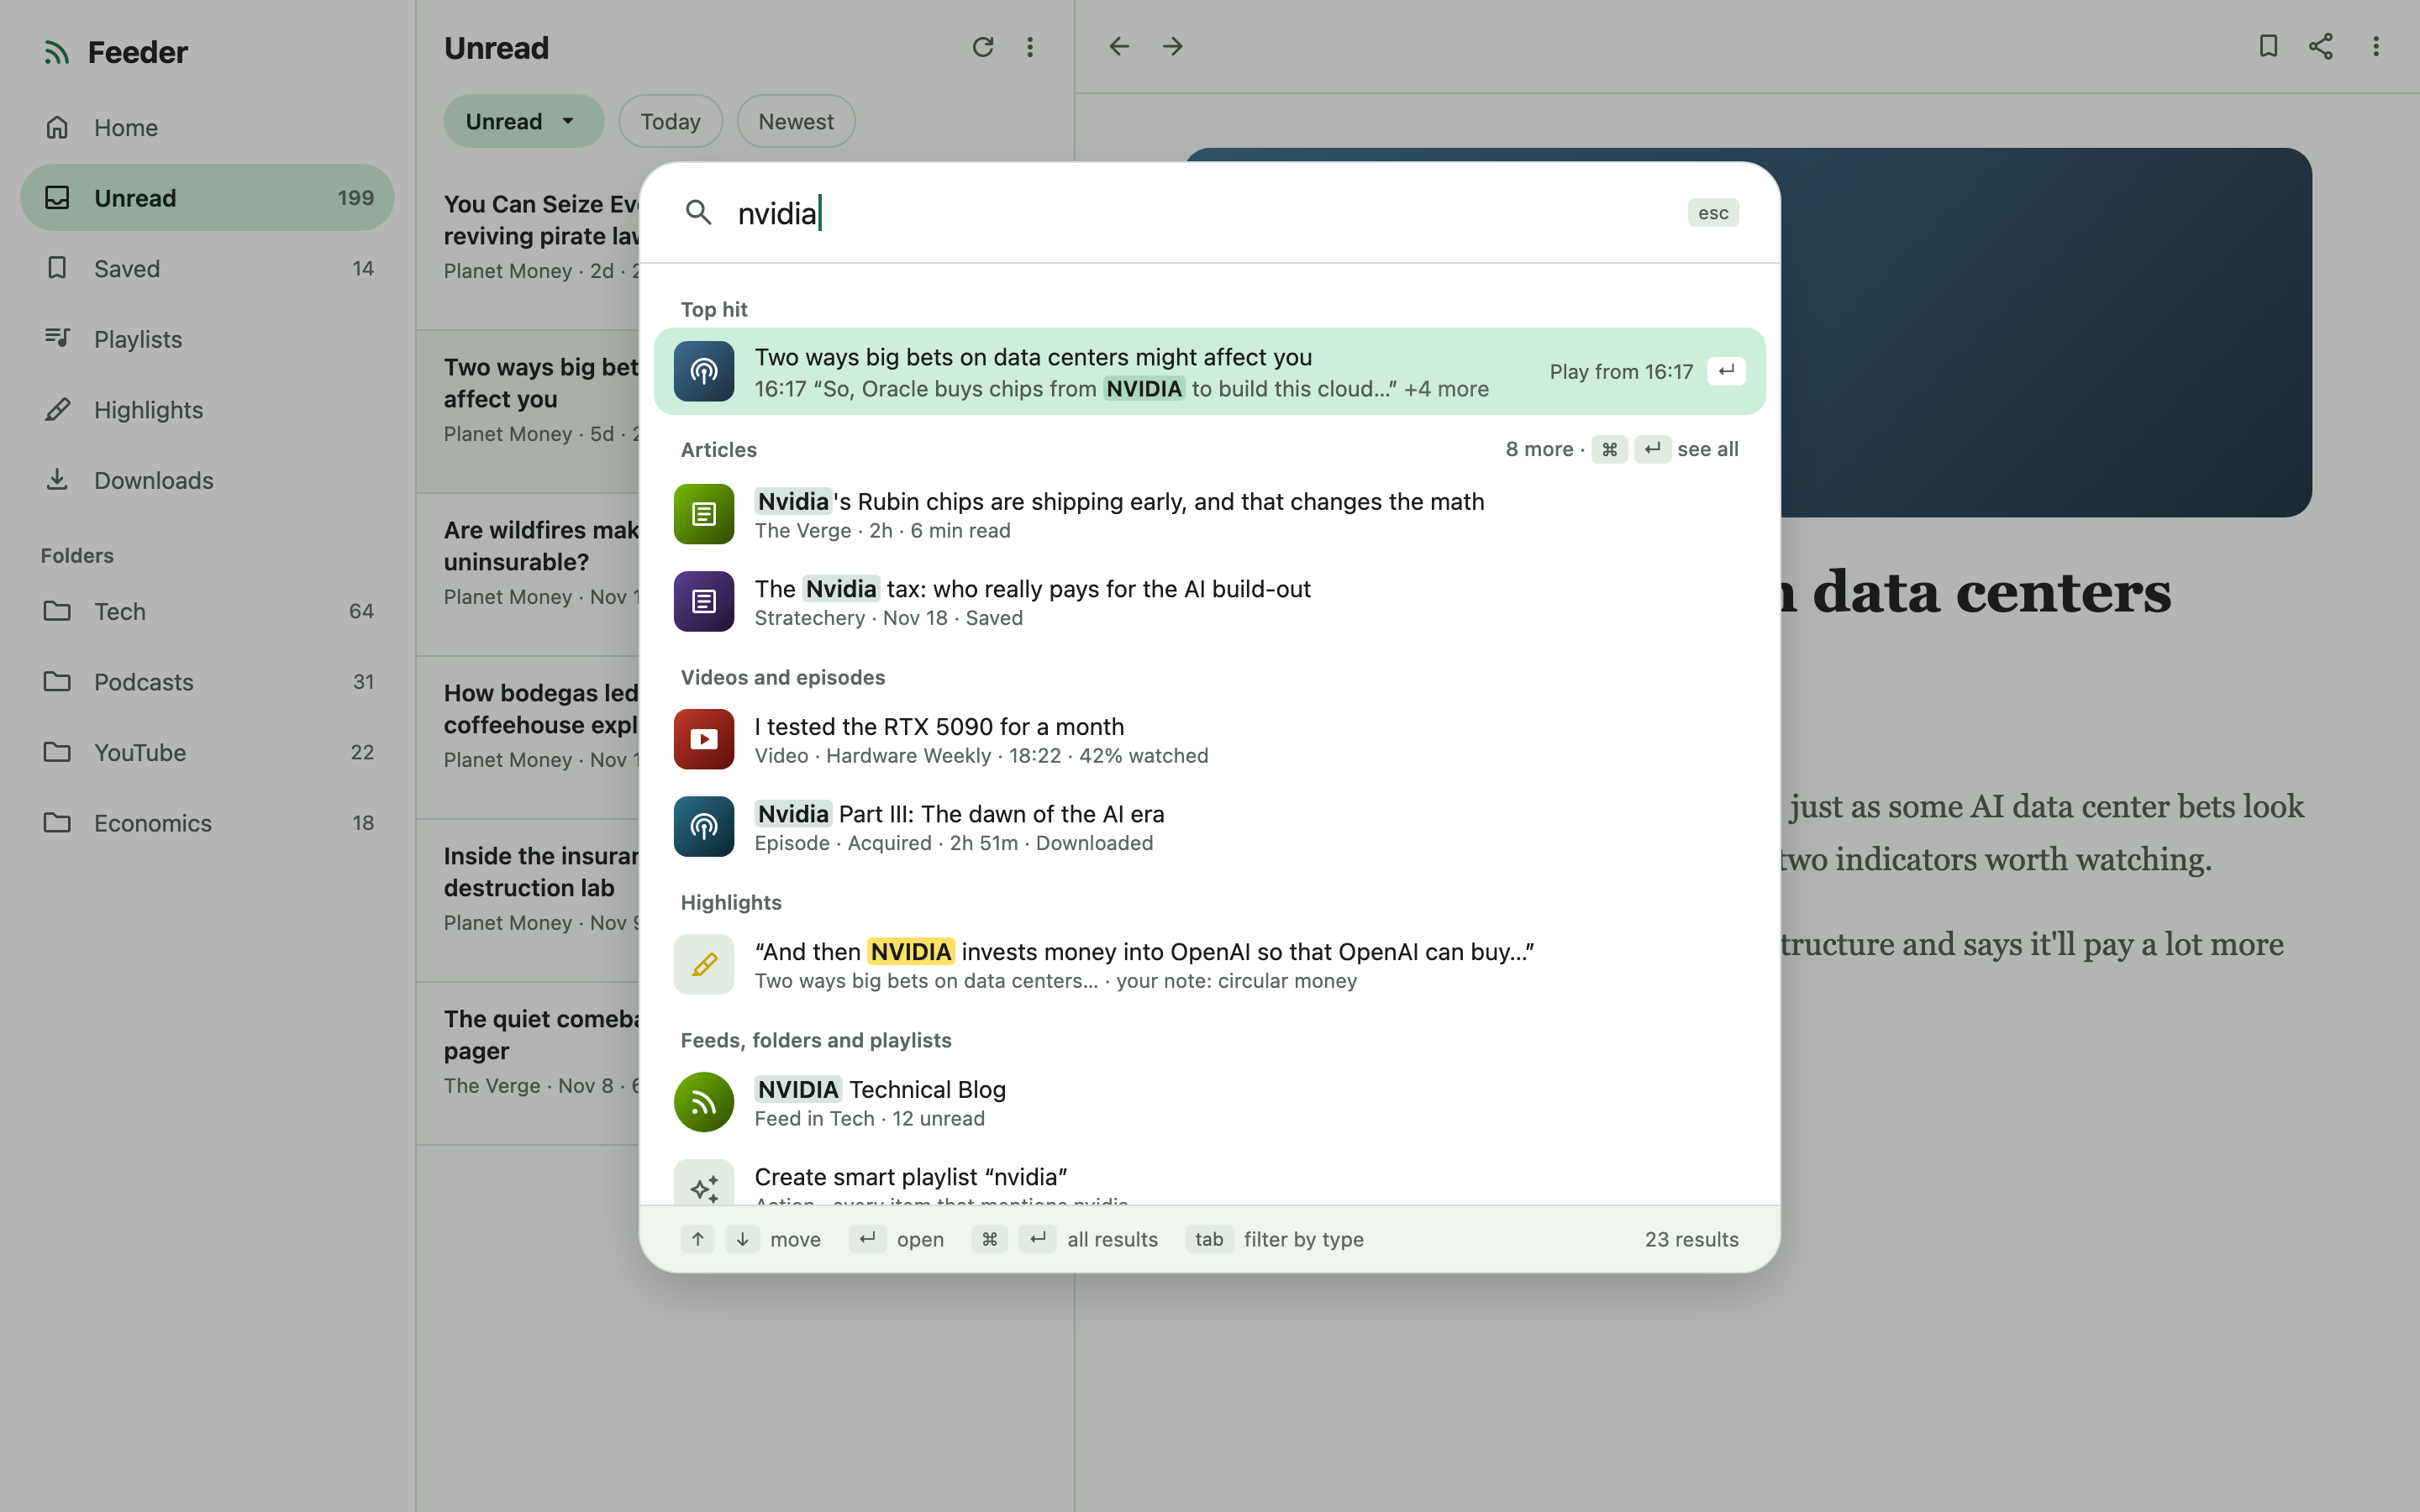 Feeder
Home
Unread 199
Saved 14
Playlists
Highlights
Downloads
Folders
Tech 64
Podcasts 31
YouTube 22
Economics 18
Unread
Unread
Today
Newest
You Can Seize
reviving pirate
Planet Money · 2d ·
Two ways big
affect you
Planet Money · 5d ·
Are wildfires
uninsurable?
Planet Money · Nov
How bodegas led
coffeehouse
Planet Money · Nov
Inside the
destruction lab
Planet Money · Nov
The quiet
pager
The Verge · Nov 8 ·
nvidia
esc
Top hit
Two ways big bets on data centers might affect you
16:17 “So, Oracle buys chips from NVIDIA to build this cloud…” +4 more
Play from 16:17
Articles
8 more · ⌘ ↵ see all
Nvidia's Rubin chips are shipping early, and that changes the math
The Verge · 2h · 6 min read
The Nvidia tax: who really pays for the AI build-out
Stratechery · Nov 18 · Saved
Videos and episodes
I tested the RTX 5090 for a month
Video · Hardware Weekly · 18:22 · 42% watched
Nvidia Part III: The dawn of the AI era
Episode · Acquired · 2h 51m · Downloaded
Highlights
“And then NVIDIA invests money into OpenAI so that OpenAI can buy…”
Two ways big bets on data centers… · your note: circular money
Feeds, folders and playlists
NVIDIA Technical Blog
Feed in Tech · 12 unread
Create smart playlist “nvidia”
Action · every item that mentions nvidia
↑ ↓ move ↵ open ⌘ ↵ all results tab filter by type
23 results
data centers
just as some AI data center bets look
two indicators worth watching.
and says it'll pay a lot more